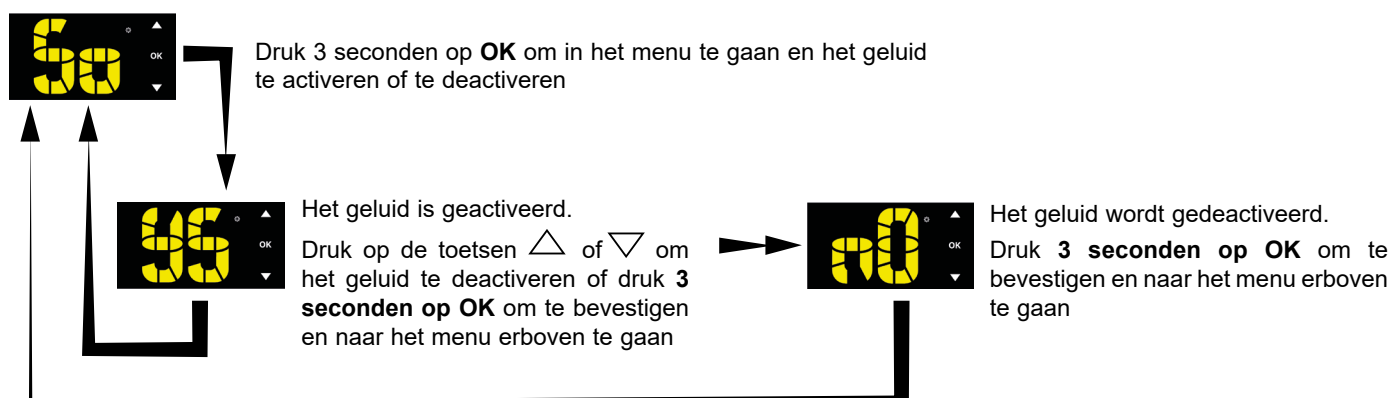 So
OK
Druk 3 seconden op OK om in het menu te gaan en het geluid
te activeren of te deactiveren
yS
OK
Het geluid is geactiveerd.
Druk op de toetsen △ of ▽ om
het geluid te deactiveren of druk 3
seconden op OK om te bevestigen
en naar het menu erboven te gaan
nO
OK
Het geluid wordt gedeactiveerd.
Druk 3 seconden op OK om te
bevestigen en naar het menu erboven
te gaan